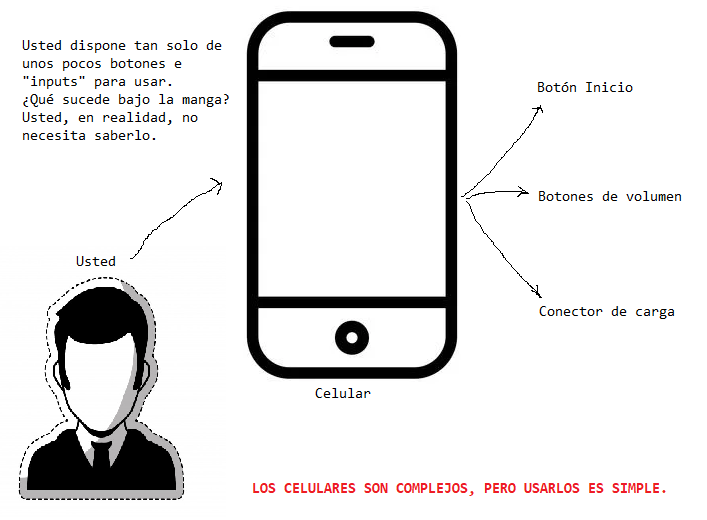 Usted dispone tan solo de
unos pocos botones e
"inputs" para usar.
¿Qué sucede bajo la manga?
Usted, en realidad, no
necesita saberlo.
Botón Inicio
Botones de volumen
Usted
Conector de carga
Celular
LOS CELULARES SON COMPLEJOS, PERO USARLOS ES SIMPLE.